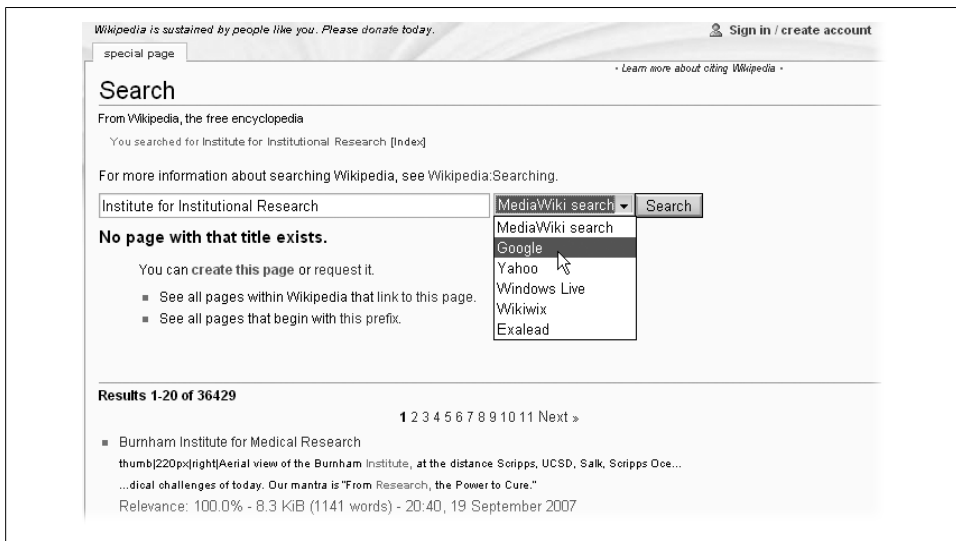 Wikipedia is sustained by people like you. Please donate today.
Sign in / create account
special page
- Learn more about citing Wikipedia -
Search
From Wikipedia, the free encyclopedia
You searched for Institute for Institutional Research [Index]
For more information about searching Wikipedia, see Wikipedia:Searching.
Institute for Institutional Research
MediaWiki search
Search
MediaWiki search
Google
Yahoo
Windows Live
Wikiwix
Exalead
No page with that title exists.
You can create this page or request it.
See all pages within Wikipedia that link to this page.
See all pages that begin with this prefix.
Results 1-20 of 36429
1 2 3 4 5 6 7 8 9 10 11 Next »
Burnham Institute for Medical Research
thumb|220px|right|Aerial view of the Burnham Institute, at the distance Scripps, UCSD, Salk, Scripps Oce...
...dical challenges of today. Our mantra is "From Research, the Power to Cure."
Relevance: 100.0% - 8.3 KiB (1141 words) - 20:40, 19 September 2007